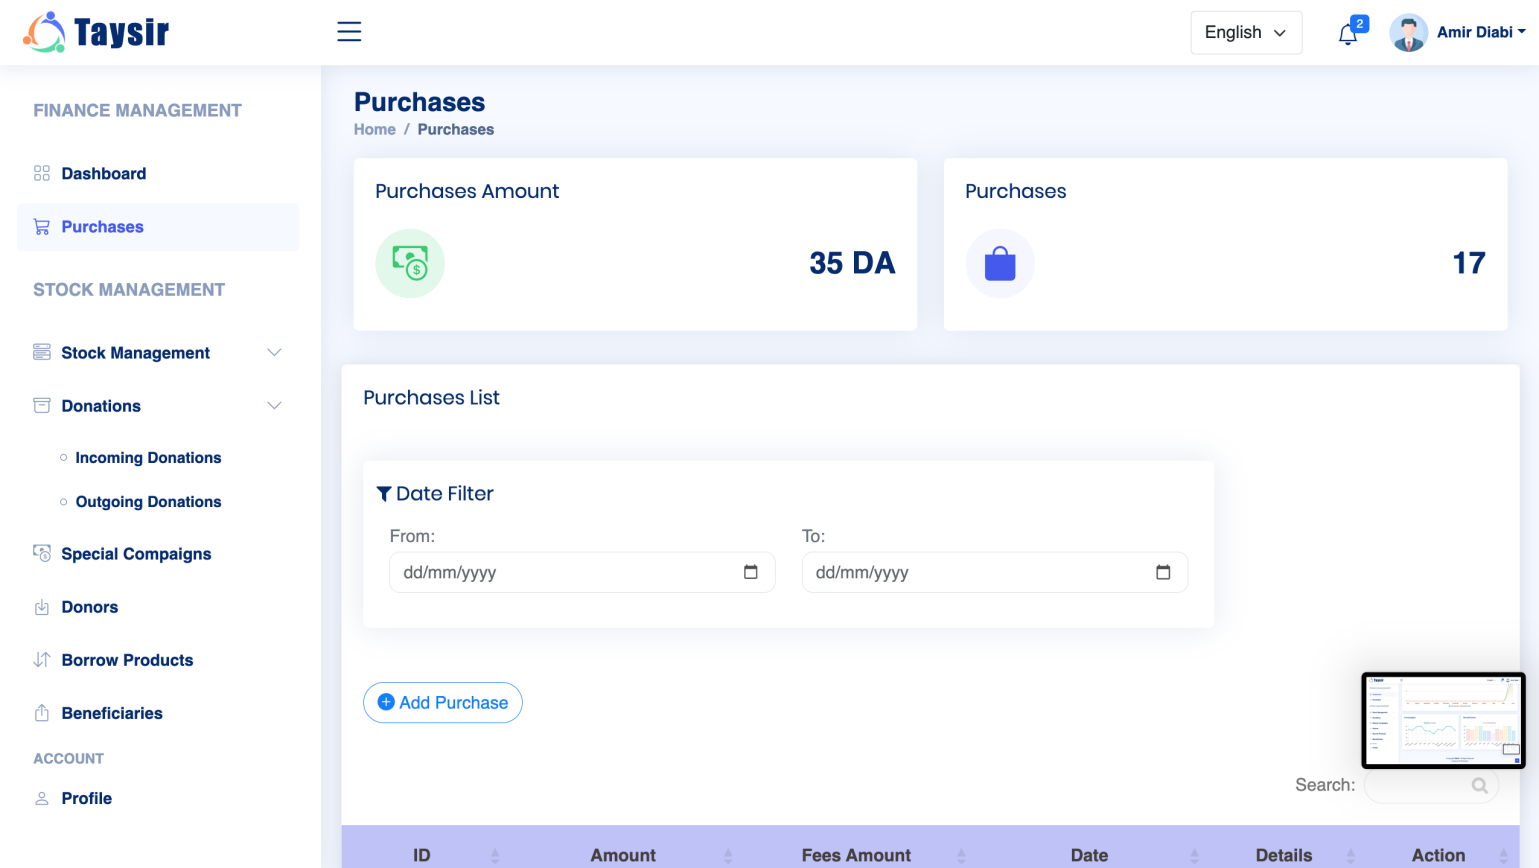 Taysir
English
2
Amir Diabi
FINANCE MANAGEMENT
Dashboard
Purchases
STOCK MANAGEMENT
Stock Management
Donations
Incoming Donations
Outgoing Donations
Special Compaigns
Donors
Borrow Products
Beneficiaries
ACCOUNT
Profile
Purchases
Home / Purchases
Purchases Amount
35 DA
Purchases
17
Purchases List
Date Filter
From:
To:
dd/mm/yyyy
dd/mm/yyyy
Add Purchase
Search:
ID Amount Fees Amount Date Details Action